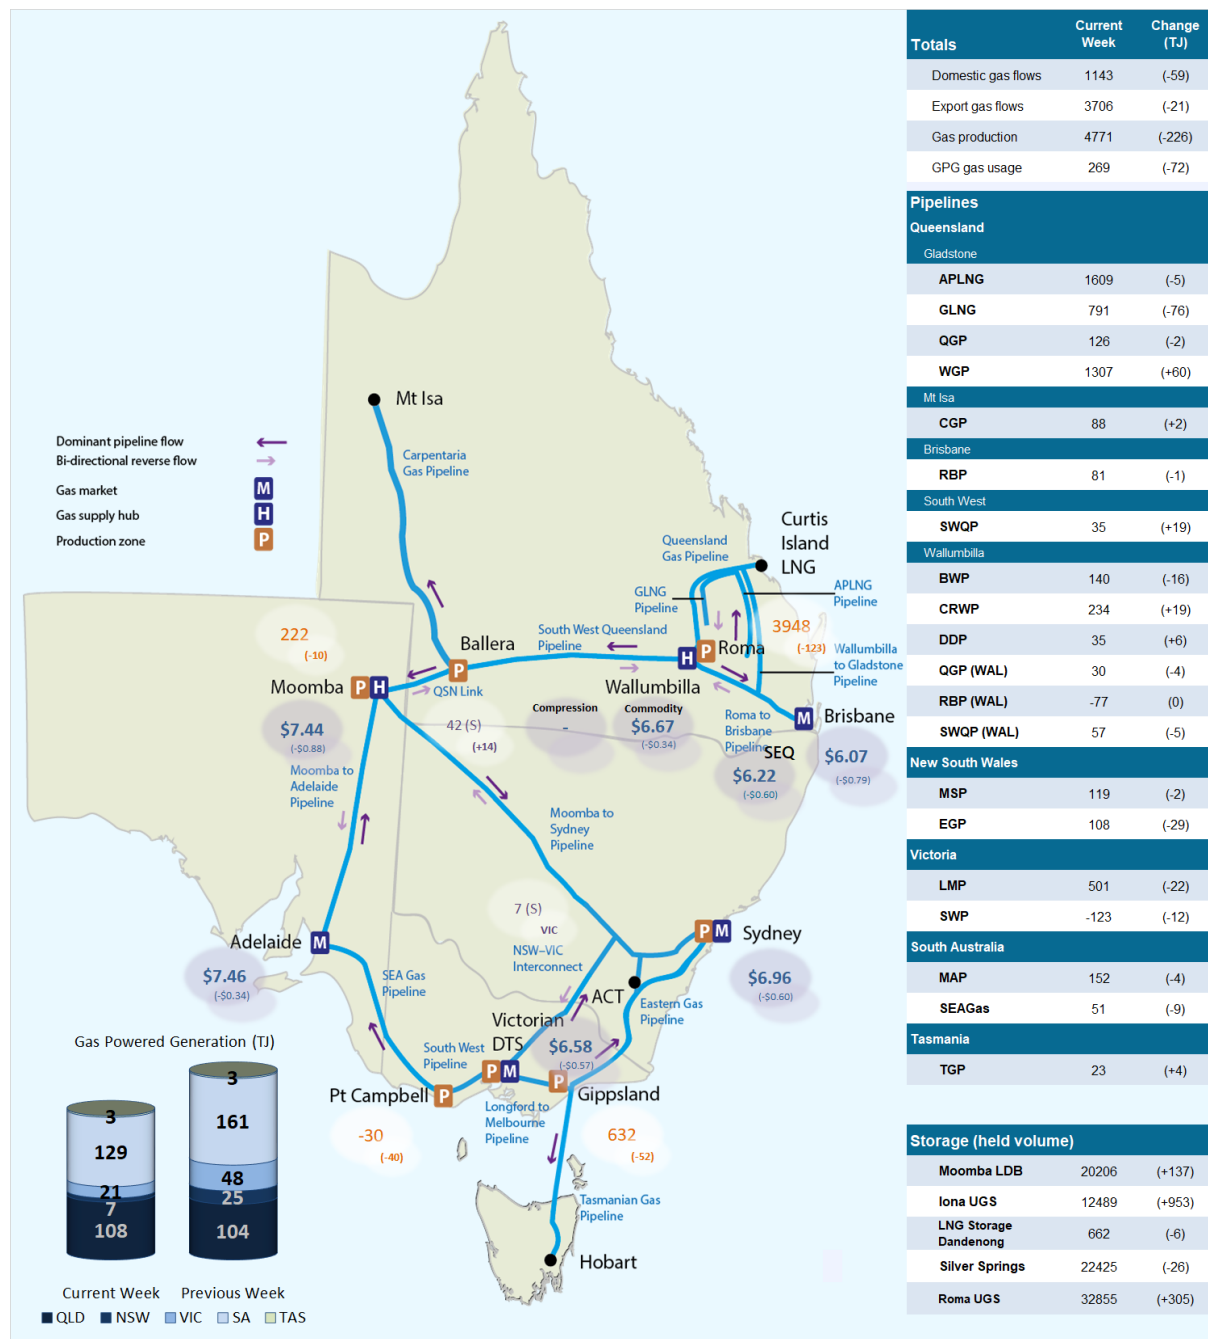 Mt Isa
Dominant pipeline flow
Bi-directional reverse flow
Gas market M
Gas supply hub H
Production zone P
Carpentaria
Gas Pipeline
Curtis
Island
LNG
Queensland
Gas Pipeline
GLNG
Pipeline
APLNG
Pipeline
222
(-10)
Ballera
South West Queensland
Pipeline
3948
(-123)
P
H P Roma
Wallumbilla
to Gladstone
Pipeline
Moomba P H
QSN Link
Wallumbilla
$7.44
(-$0.88)
42 (S)
(+14)
Compression
-
Commodity
$6.67
(-$0.34)
Roma to
Brisbane
Pipeline
M Brisbane
SEQ
$6.22
(-$0.60)
$6.07
(-$0.79)
Moomba to
Adelaide
Pipeline
Moomba to
Sydney
Pipeline
7 (S)
VIC
NSW-VIC
Interconnect
Adelaide M
P M Sydney
$7.46
(-$0.34)
SEA Gas
Pipeline
ACT
Eastern Gas
Pipeline
$6.96
(-$0.60)
Victorian
DTS
$6.58
(-$0.57)
South West
Pipeline
P M
P
Pt Campbell P
Gippsland
Longford to
Melbourne
Pipeline
-30
(-40)
632
(-52)
Tasmanian Gas
Pipeline
Hobart
Gas Powered Generation (TJ)
3
129
21
7
108
3
161
48
25
104
Current Week Previous Week
QLD NSW VIC SA TAS
Totals Current Week Change (TJ)
Domestic gas flows 1143 (-59)
Export gas flows 3706 (-21)
Gas production 4771 (-226)
GPG gas usage 269 (-72)
Pipelines
Queensland
Gladstone
APLNG 1609 (-5)
GLNG 791 (-76)
QGP 126 (-2)
WGP 1307 (+60)
Mt Isa
CGP 88 (+2)
Brisbane
RBP 81 (-1)
South West
SWQP 35 (+19)
Wallumbilla
BWP 140 (-16)
CRWP 234 (+19)
DDP 35 (+6)
QGP (WAL) 30 (-4)
RBP (WAL) -77 (0)
SWQP (WAL) 57 (-5)
New South Wales
MSP 119 (-2)
EGP 108 (-29)
Victoria
LMP 501 (-22)
SWP -123 (-12)
South Australia
MAP 152 (-4)
SEAGas 51 (-9)
Tasmania
TGP 23 (+4)
Storage (held volume)
Moomba LDB 20206 (+137)
Iona UGS 12489 (+953)
LNG Storage
Dandenong 662 (-6)
Silver Springs 22425 (-26)
Roma UGS 32855 (+305)